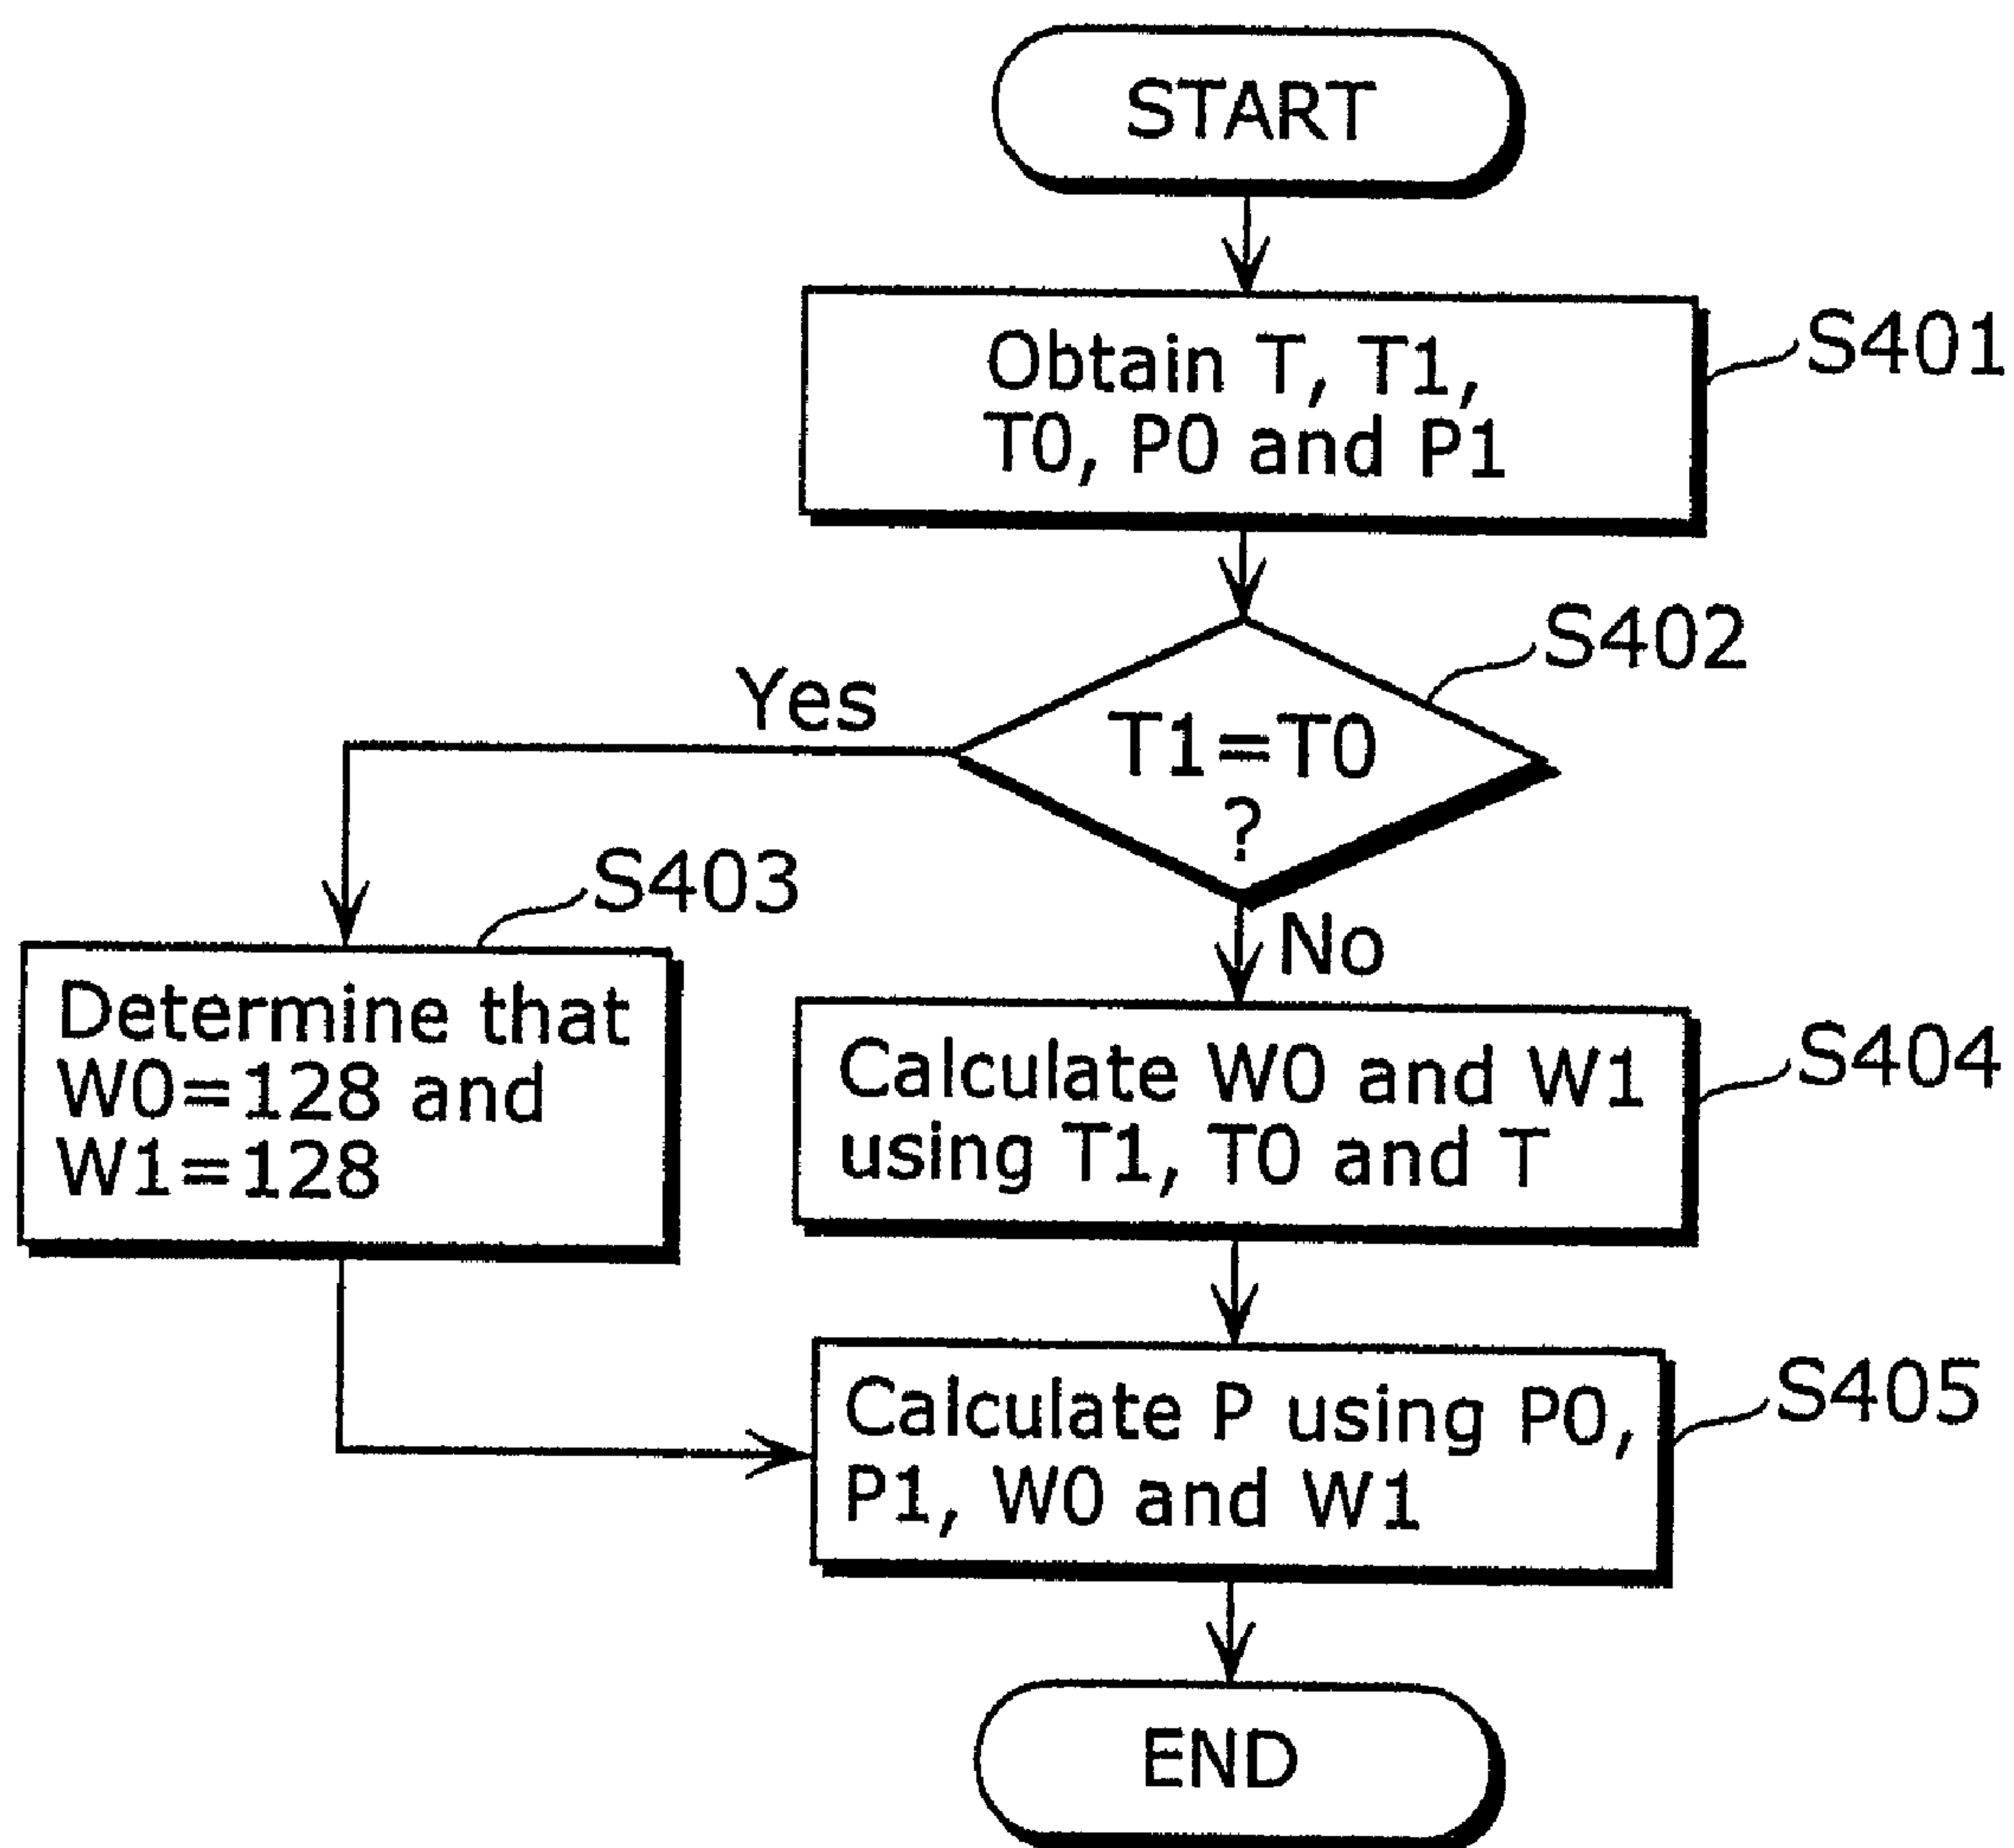 START
Obtain T, T1,
T0, P0 and P1
S401
S402
T1=T0
?
Yes
No
S403
Determine that
W0=128 and
W1=128
Calculate W0 and W1
using T1, T0 and T
S404
Calculate P using P0,
P1, W0 and W1
S405
END